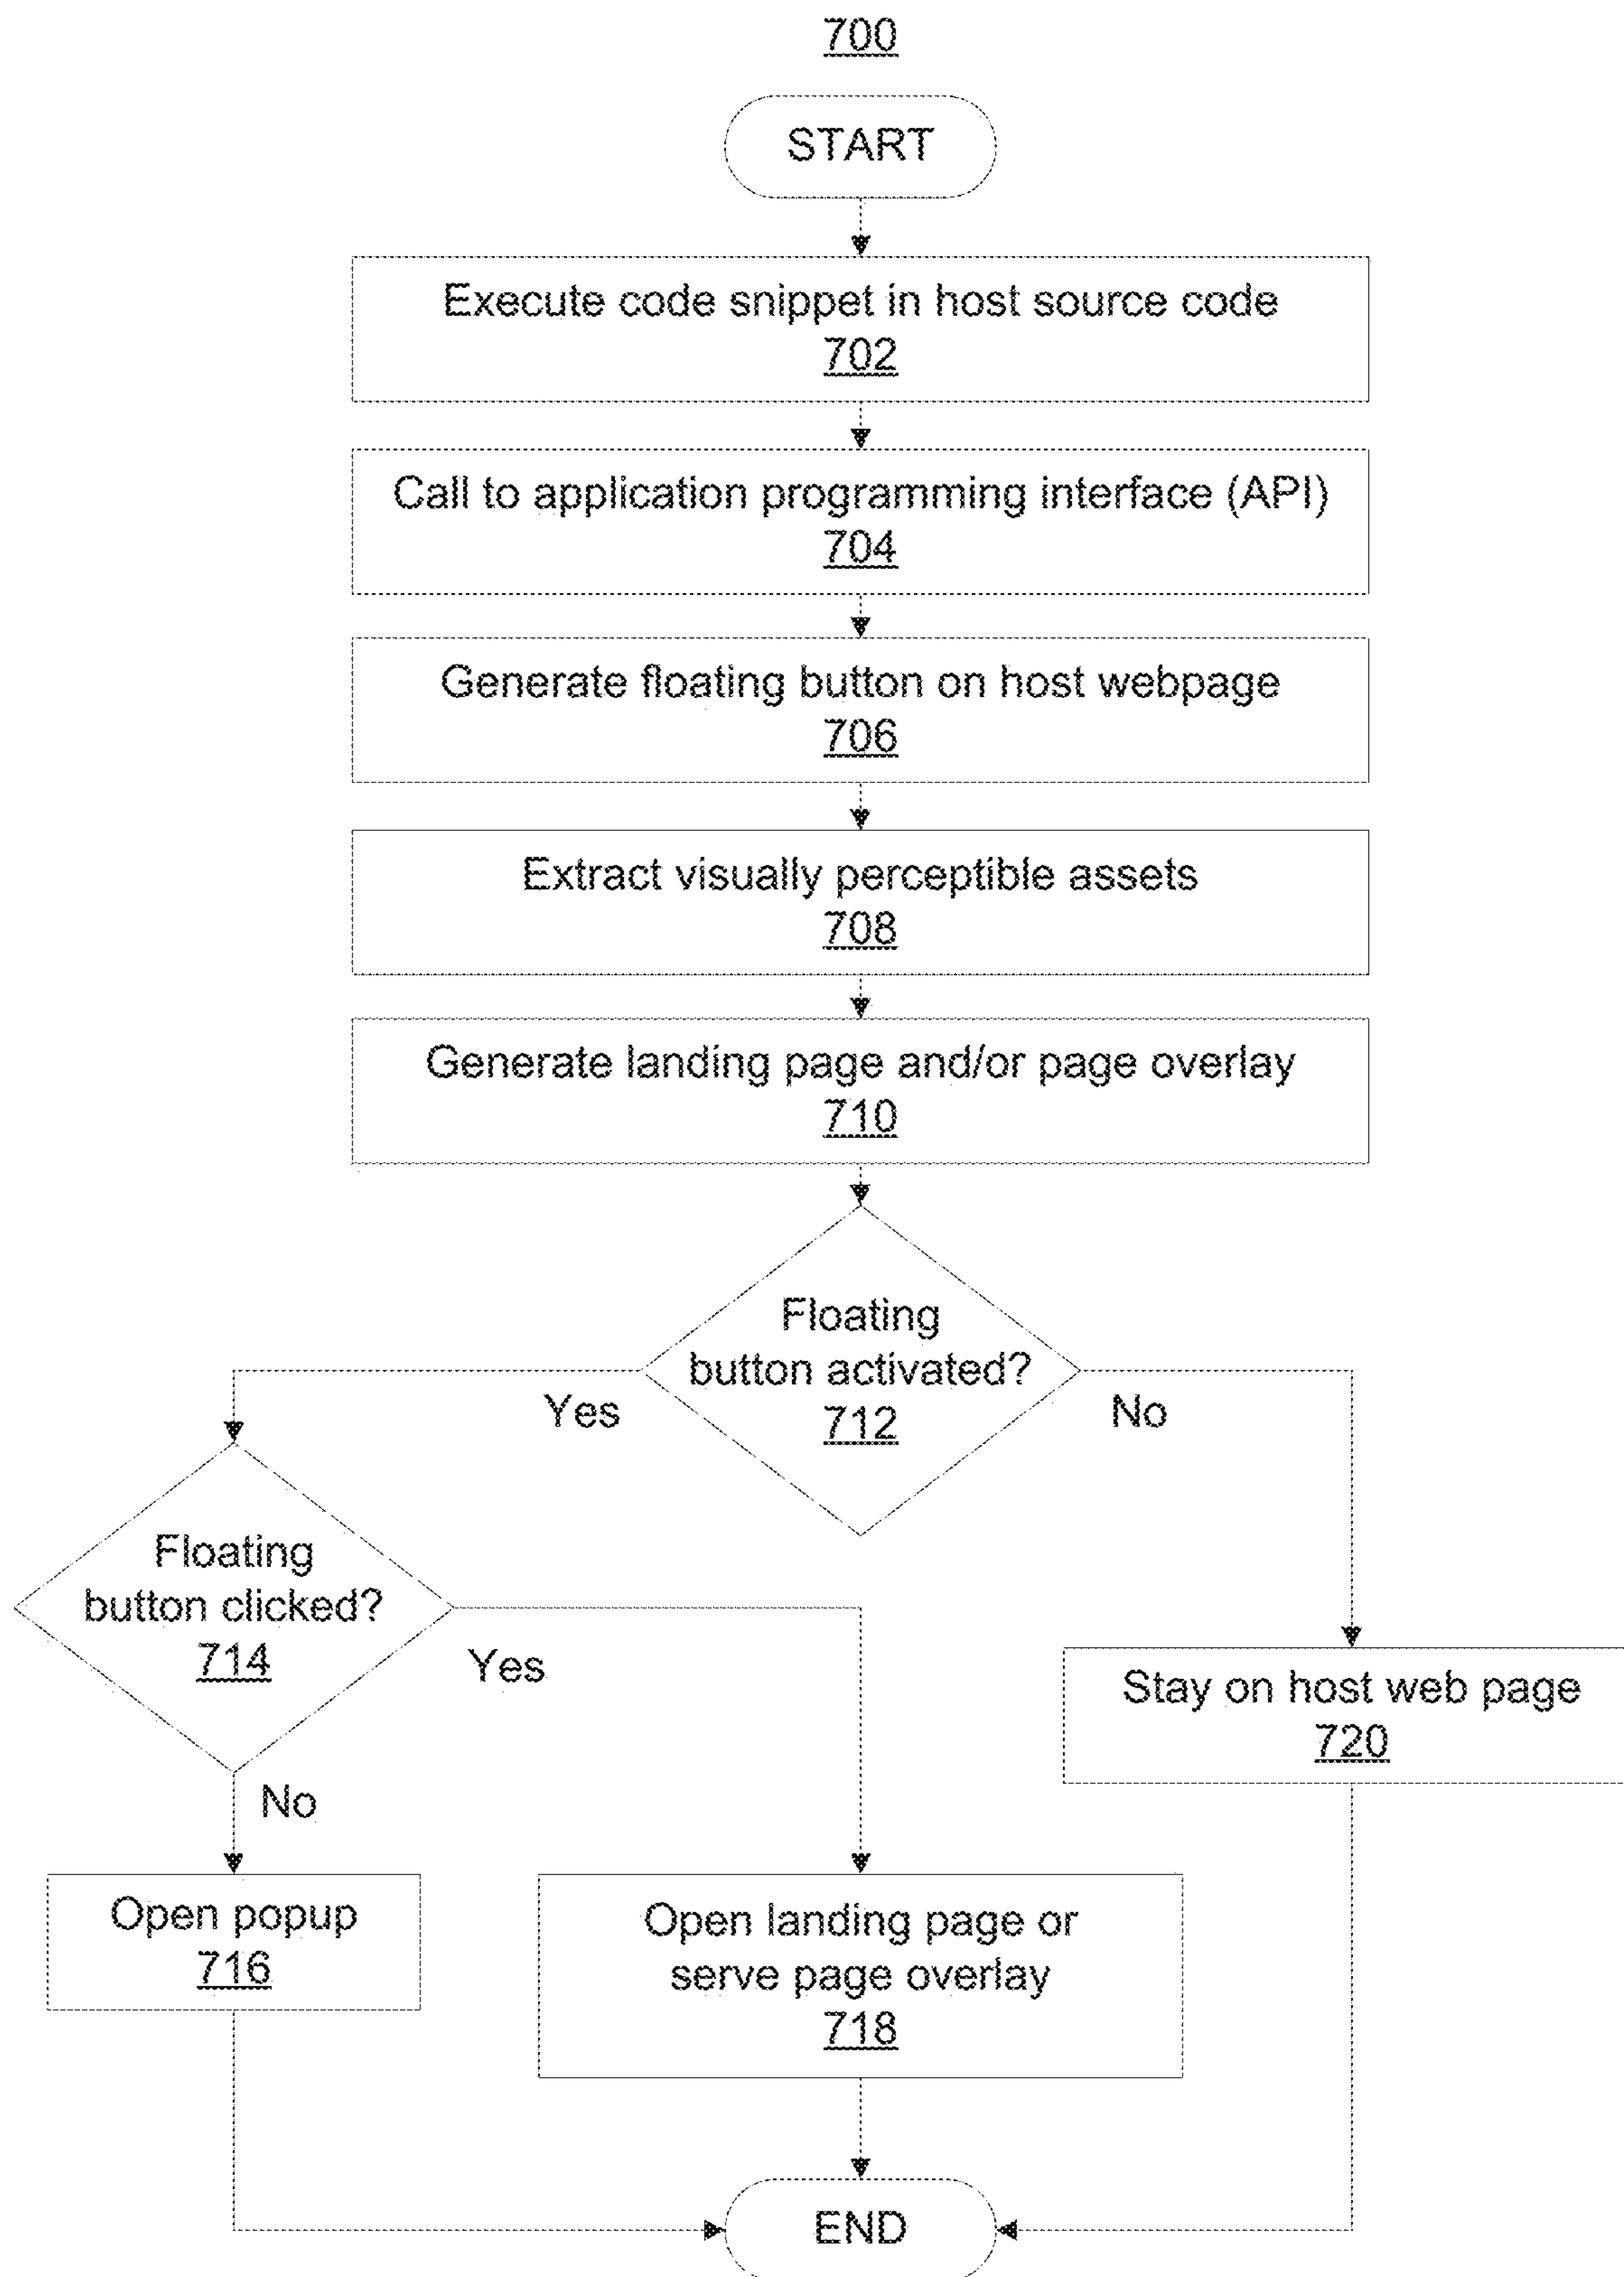 700
START
Execute code snippet in host source code
702
Call to application programming interface (API)
704
Generate floating button on host webpage
706
Extract visually perceptible assets
708
Generate landing page and/or page overlay
710
Floating
button activated?
712
Yes
No
Floating
button clicked?
714
Yes
No
Stay on host web page
720
Open popup
716
Open landing page or
serve page overlay
718
END